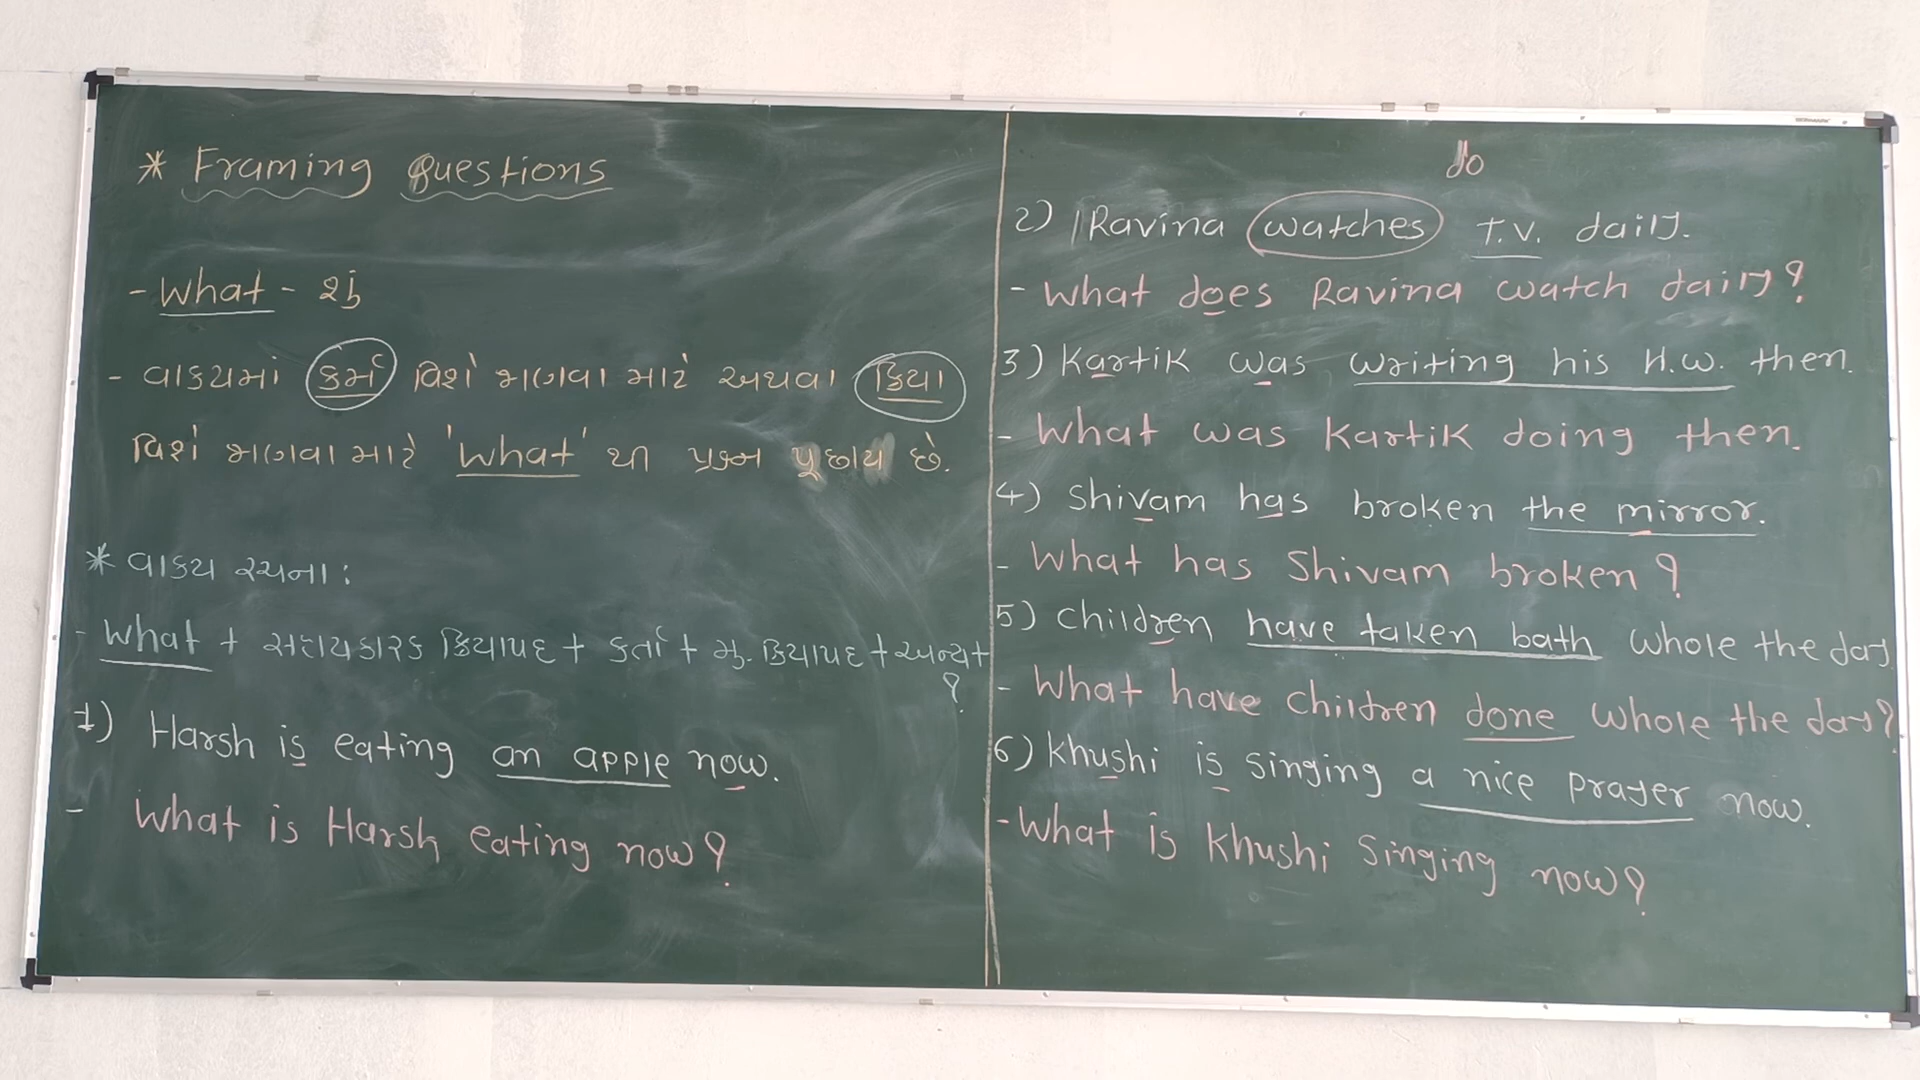 * Framing Questions
- What - શું
- વાકયમાં કર્મ વિશે જાણવા માટે અથવા ક્રિયા
વિશે જાણવા માટે 'What' થી પ્રશ્ન પૂછાય છે.
* વાકય રચના :
- What + સહાયકારક ક્રિયાપદ + કર્તા + મુ. ક્રિયાપદ + અન્ય +
?
1) Harsh is eating an apple now.
- What is Harsh eating now?
do
2) Ravina watches T.V. daily.
- What does Ravina watch daily?
3) Kartik was writing his H.W. then.
- What was Kartik doing then.
4) Shivam has broken the mirror.
- What has Shivam broken?
5) Children have taken bath whole the day
- What have children done whole the day?
6) Khushi is singing a nice prayer now.
- What is Khushi singing now?